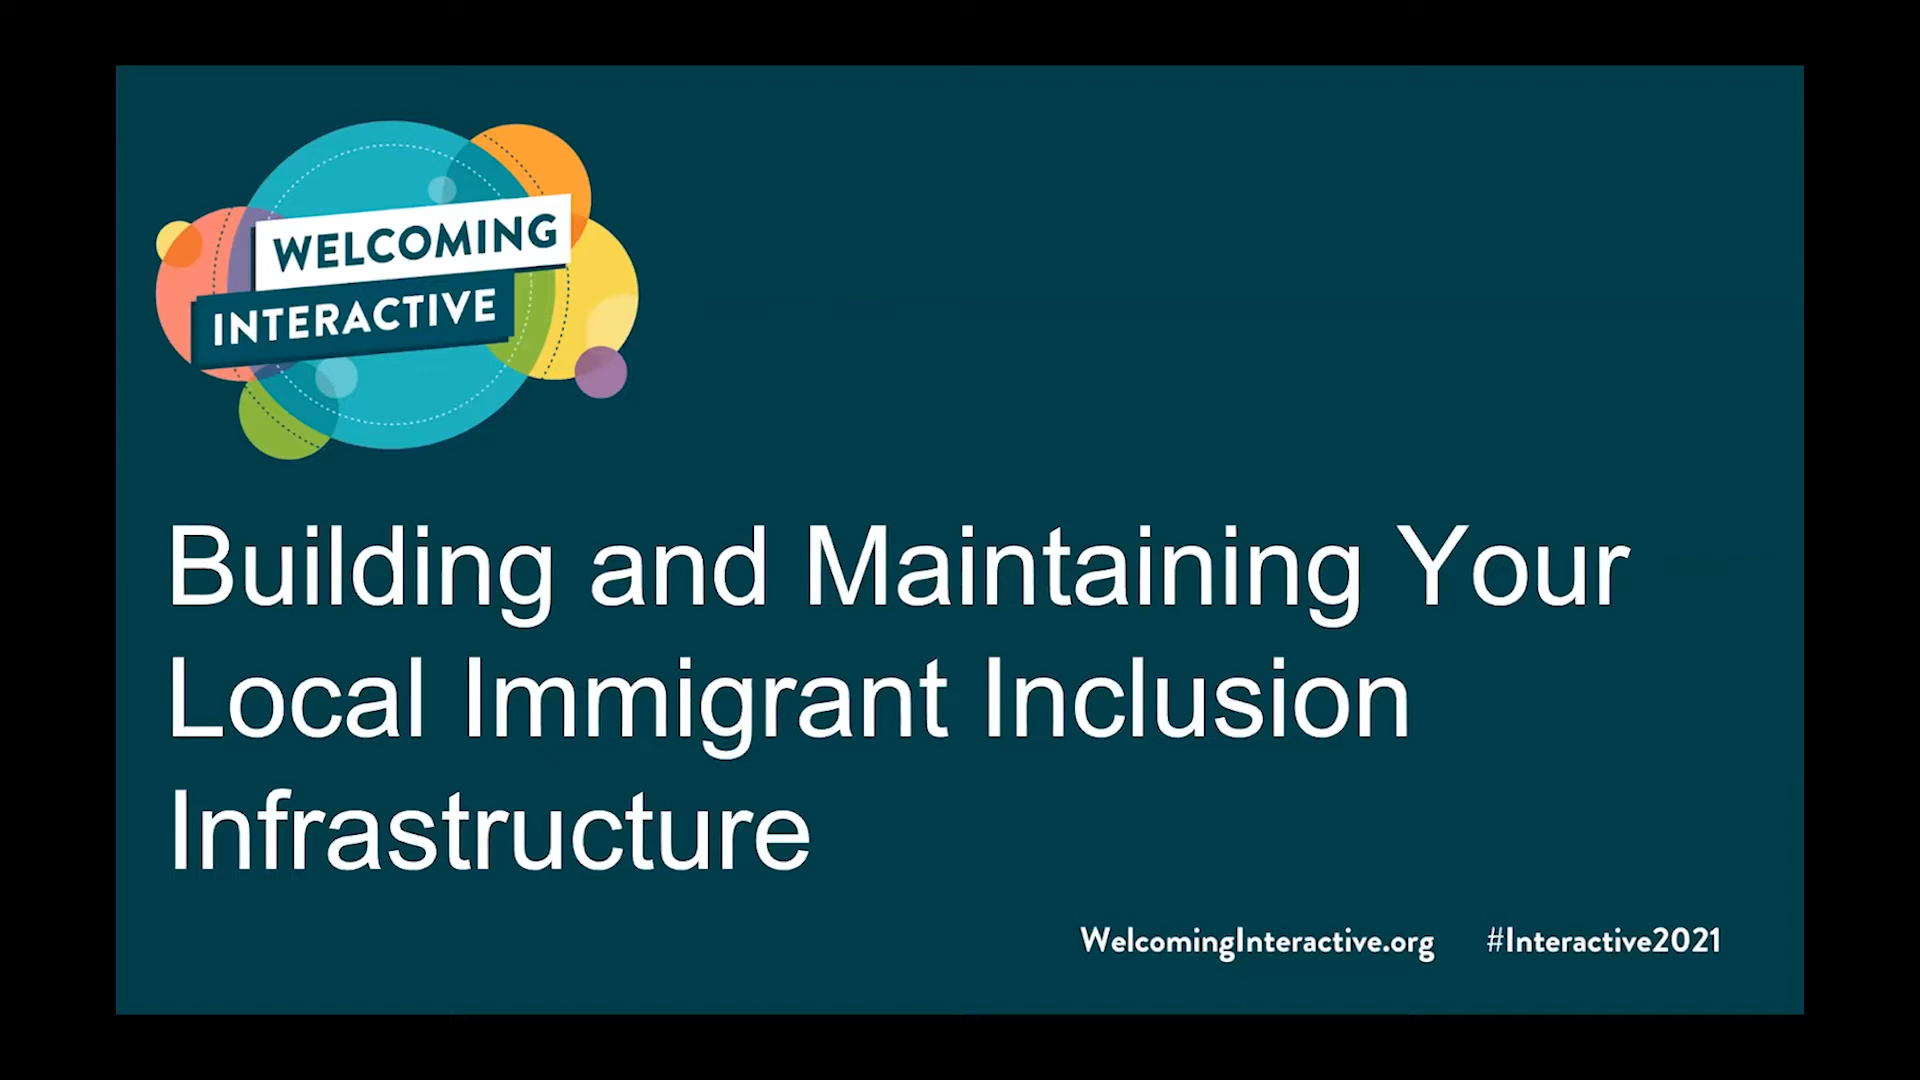 WELCOMING
INTERACTIVE
Building and Maintaining Your
Local Immigrant Inclusion
Infrastructure
WelcomingInteractive.org #Interactive2021